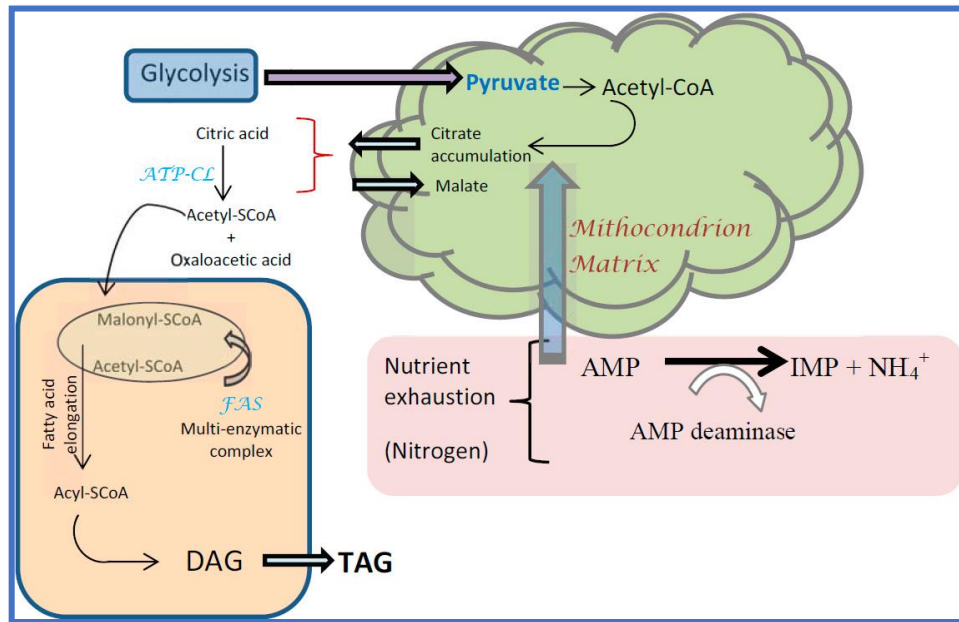 Glycolysis
Pyruvate
Acetyl-CoA
Citric acid
Citrate
accumulation
ATP-CL
Malate
Acetyl-SCoA
+
Oxaloacetic acid
Mithocondrion
Matrix
Malonyl-SCoA
Acetyl-SCoA
Fatty acid
elongation
FAS
Multi-enzymatic
complex
Acyl-SCoA
DAG
TAG
Nutrient
exhaustion
(Nitrogen)
AMP
IMP + NH₄⁺
AMP deaminase